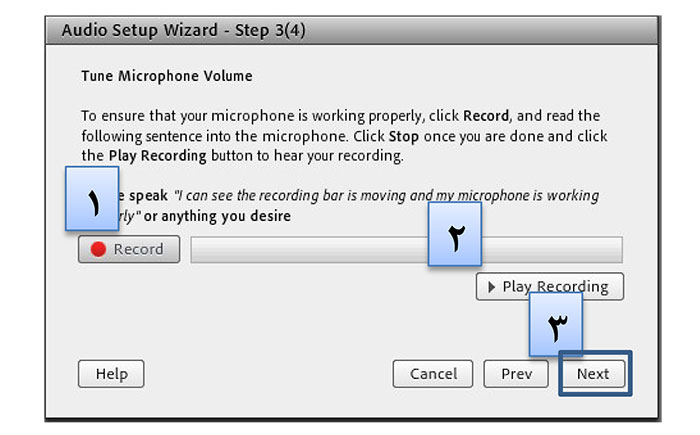 Audio Setup Wizard - Step 3(4)
Tune Microphone Volume
To ensure that your microphone is working properly, click Record, and read the
following sentence into the microphone. Click Stop once you are done and click
the Play Recording button to hear your recording.
speak "I can see the recording bar is moving and my microphone is working
or anything you desire
١
٢
Record
Play Recording
٣
Help
Cancel
Prev
Next